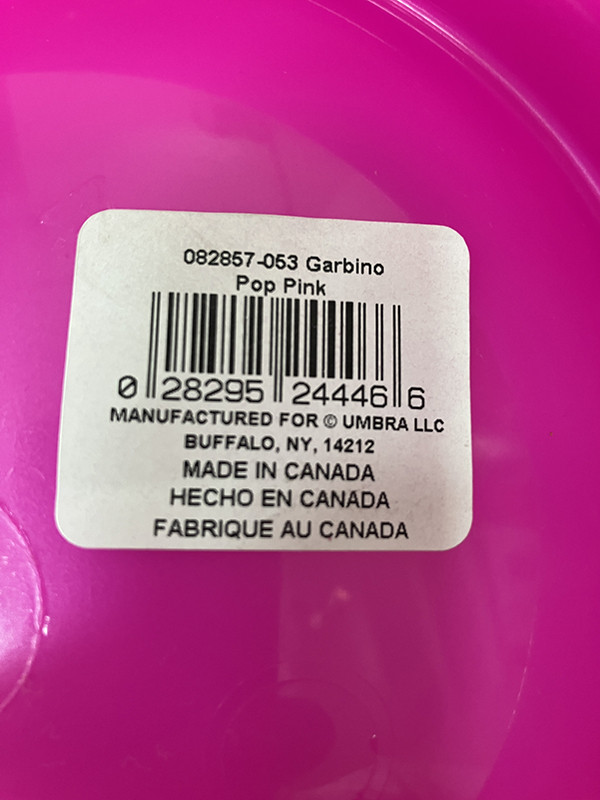 082857-053 Garbino
Pop Pink
0 28295 24446 6
MANUFACTURED FOR © UMBRA LLC
BUFFALO, NY, 14212
MADE IN CANADA
HECHO EN CANADA
FABRIQUE AU CANADA